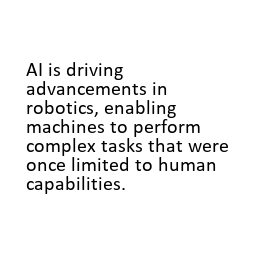 AI is driving
advancements in
robotics, enabling
machines to perform
complex tasks that were
once limited to human
capabilities.